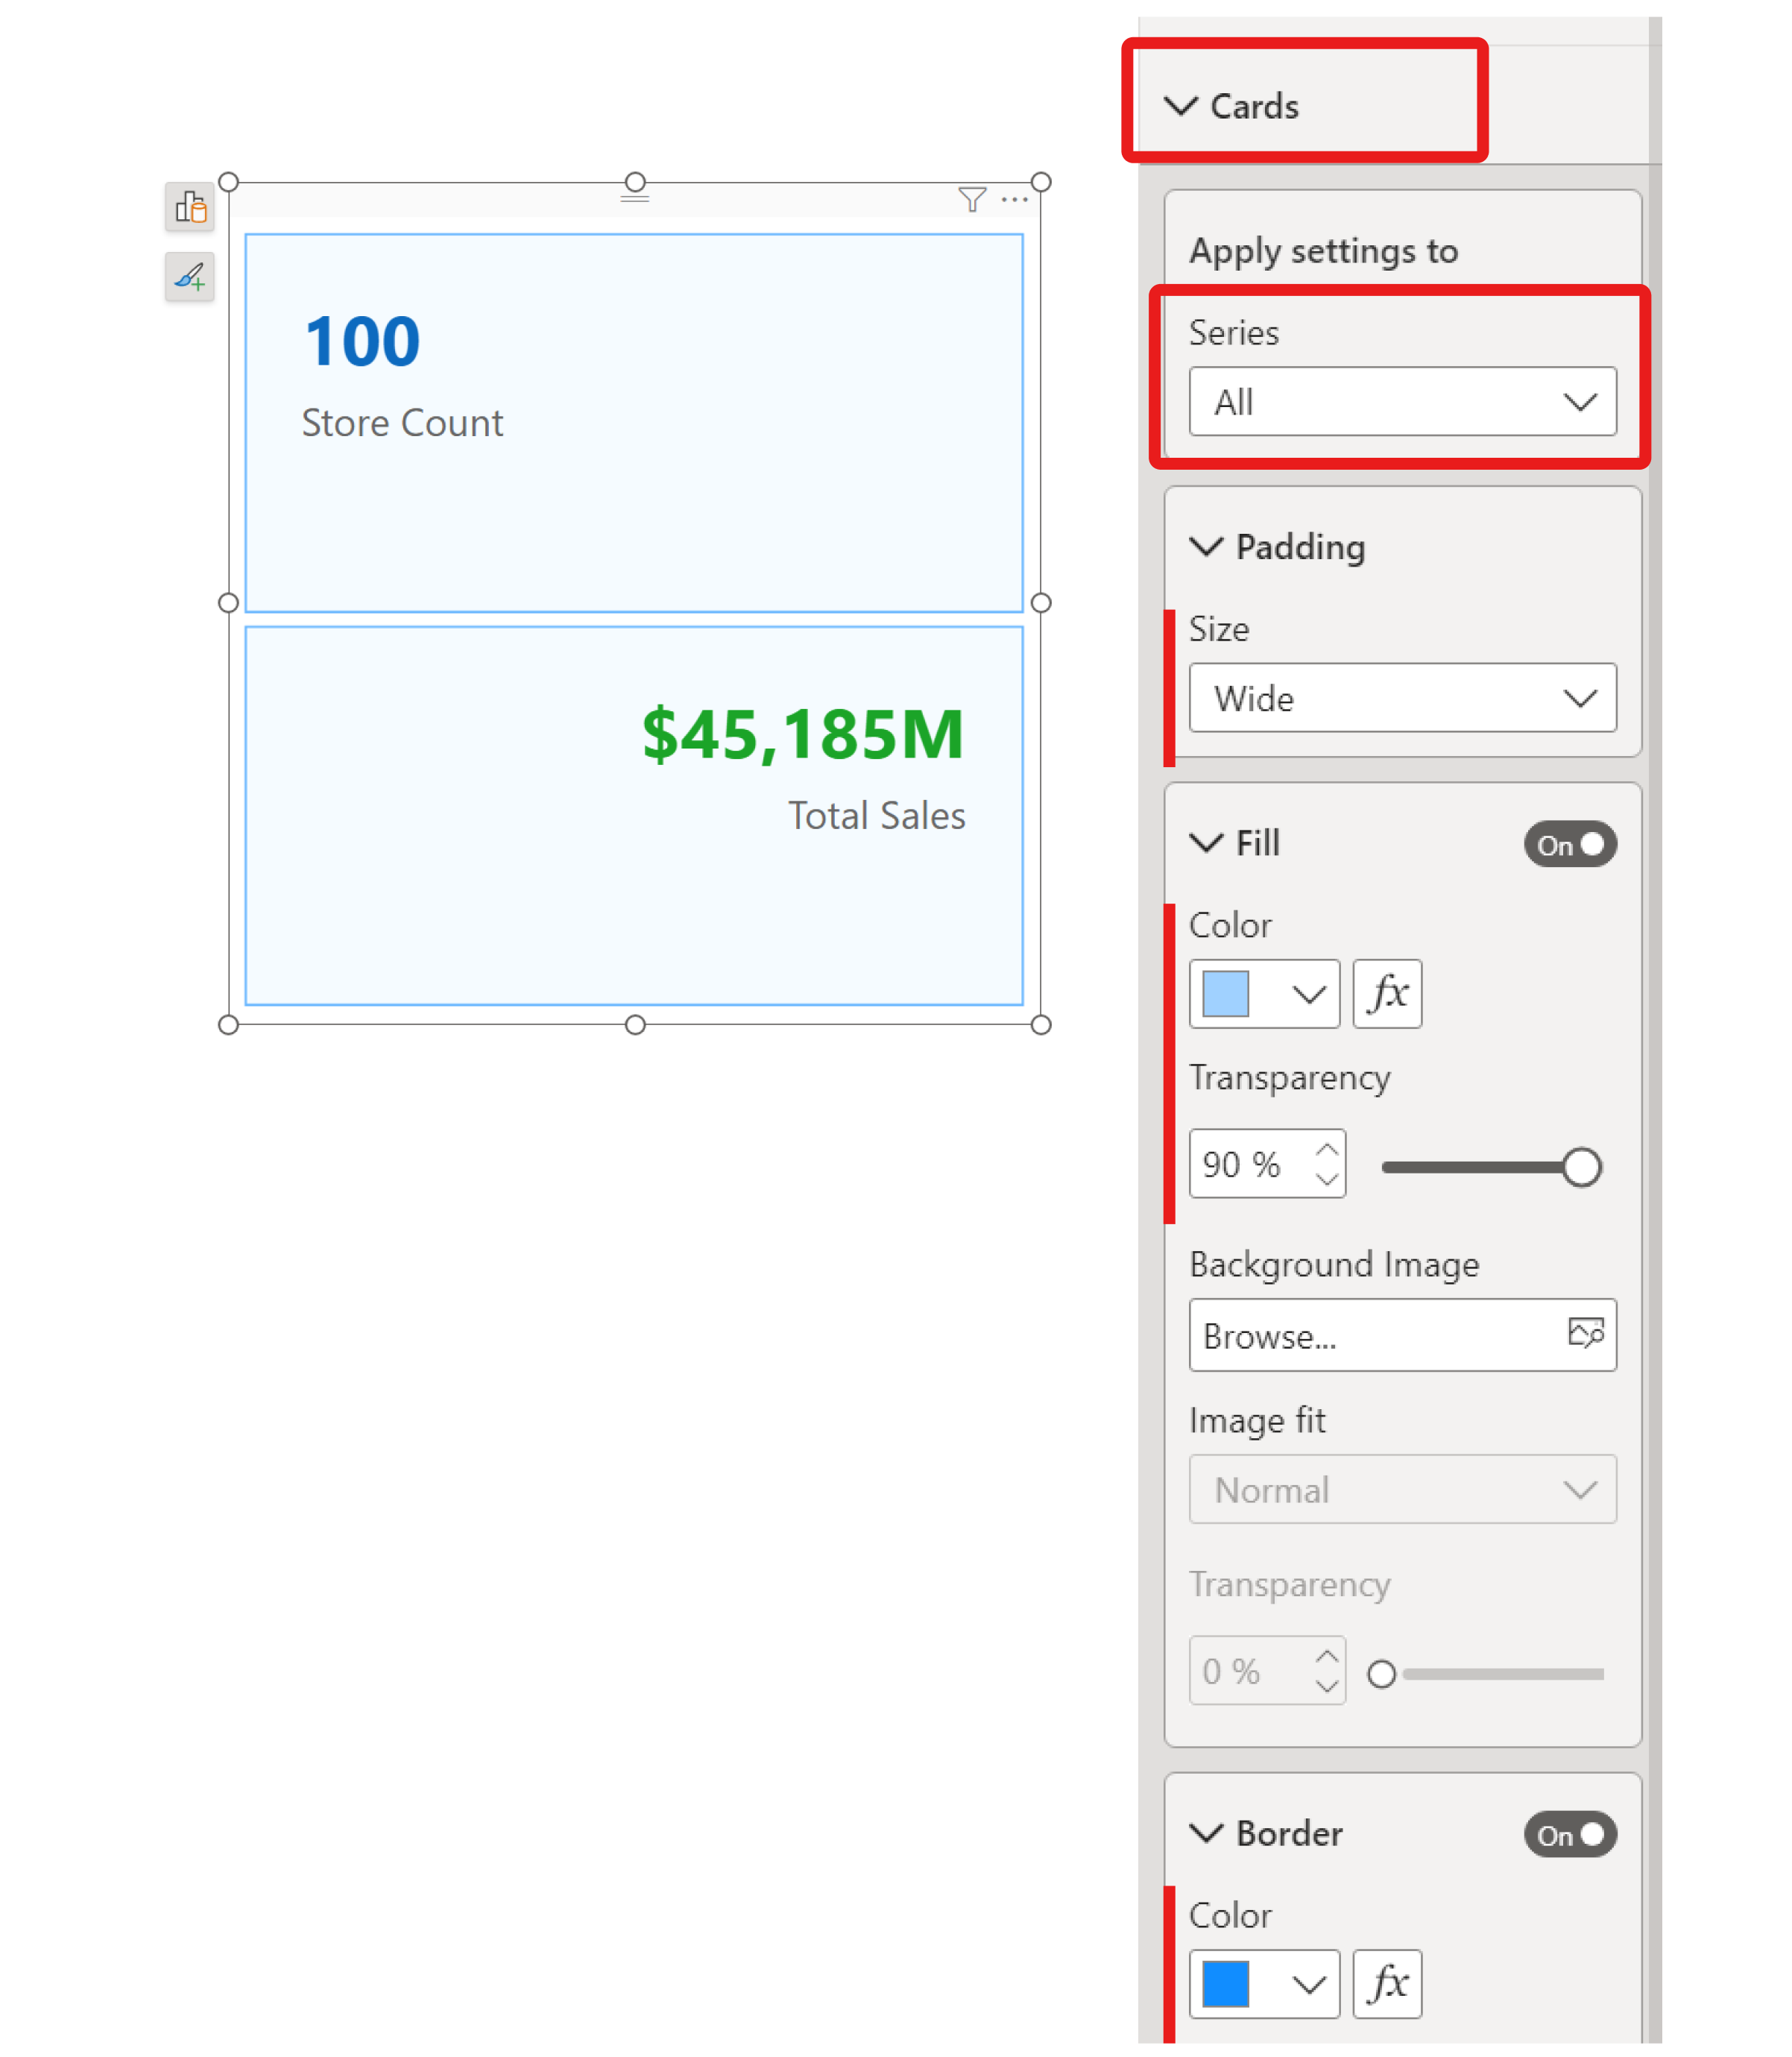 100
Store Count
$45,185M
Total Sales
Cards
Apply settings to
Series
All
Padding
Size
Wide
Fill
On
Color
fx
Transparency
90 %
Background Image
Browse...
Image fit
Normal
Transparency
0 %
Border
On
Color
fx